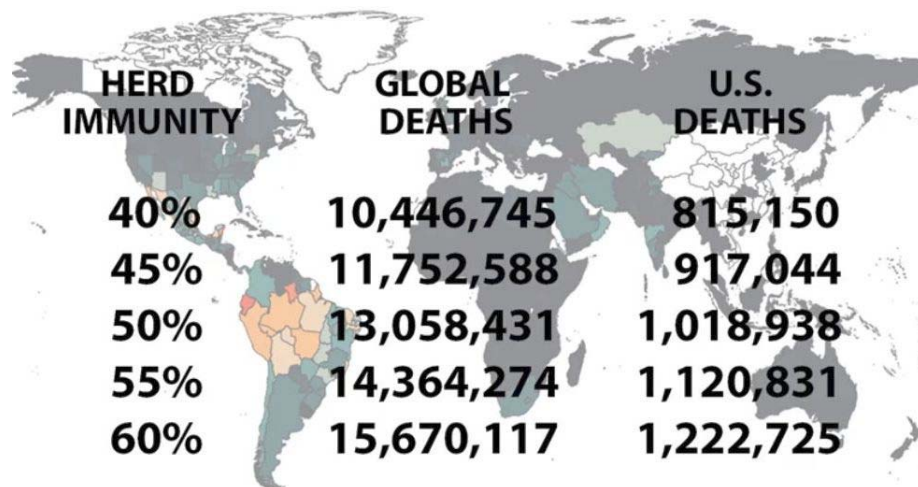 HERD IMMUNITY GLOBAL DEATHS U.S. DEATHS
40% 10,446,745 815,150
45% 11,752,588 917,044
50% 13,058,431 1,018,938
55% 14,364,274 1,120,831
60% 15,670,117 1,222,725